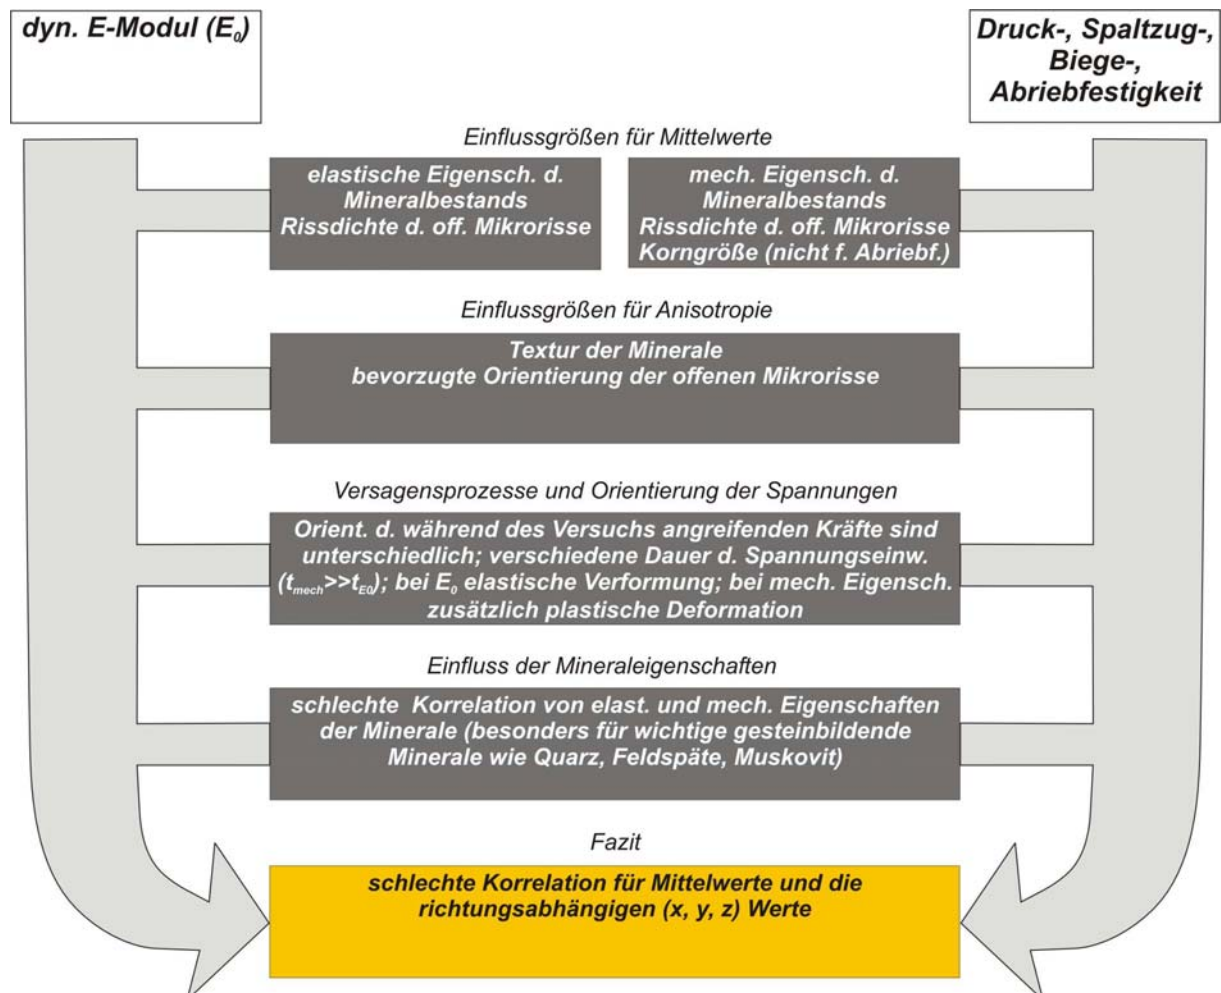 dyn. E-Modul (E₀)
Druck-, Spaltzug-,
Biege-,
Abriebfestigkeit
Einflussgrößen für Mittelwerte
elastische Eigensch. d.
Mineralbestands
Rissdichte d. off. Mikrorisse
mech. Eigensch. d.
Mineralbestands
Rissdichte d. off. Mikrorisse
Korngröße (nicht f. Abriebf.)
Einflussgrößen für Anisotropie
Textur der Minerale
bevorzugte Orientierung der offenen Mikrorisse
Versagensprozesse und Orientierung der Spannungen
Orient. d. während des Versuchs angreifenden Kräfte sind
unterschiedlich; verschiedene Dauer d. Spannungseinw.
(t_mech>>t_E0); bei E₀ elastische Verformung; bei mech. Eigensch.
zusätzlich plastische Deformation
Einfluss der Mineraleigenschaften
schlechte Korrelation von elast. und mech. Eigenschaften
der Minerale (besonders für wichtige gesteinbildende
Minerale wie Quarz, Feldspäte, Muskovit)
Fazit
schlechte Korrelation für Mittelwerte und die
richtungsabhängigen (x, y, z) Werte